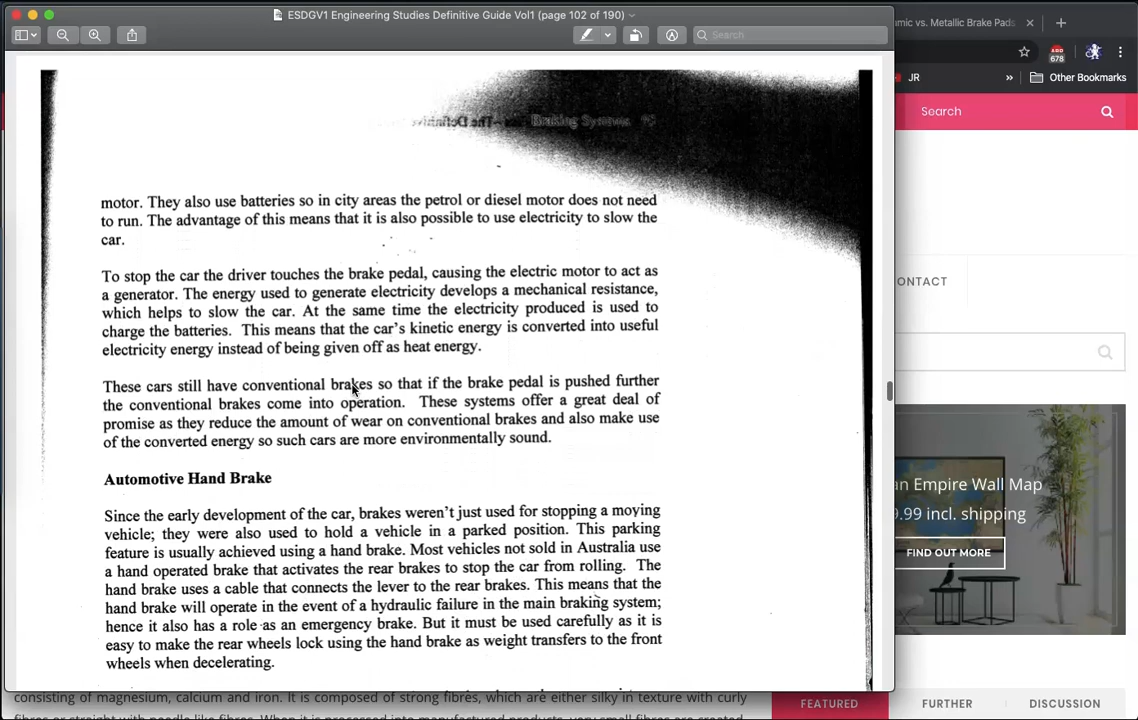 ESDGV1 Engineering Studies Definitive Guide Vol1 (page 102 of 190)
Search
mic vs. Metallic Brake Pads
678
JR
»
Other Bookmarks
Search
Braking Systems
motor. They also use batteries so in city areas the petrol or diesel motor does not need
to run. The advantage of this means that it is also possible to use electricity to slow the
car.
To stop the car the driver touches the brake pedal, causing the electric motor to act as
a generator. The energy used to generate electricity develops a mechanical resistance,
which helps to slow the car. At the same time the electricity produced is used to
charge the batteries. This means that the car's kinetic energy is converted into useful
electricity energy instead of being given off as heat energy.
These cars still have conventional brakes so that if the brake pedal is pushed further
the conventional brakes come into operation. These systems offer a great deal of
promise as they reduce the amount of wear on conventional brakes and also make use
of the converted energy so such cars are more environmentally sound.
Automotive Hand Brake
Since the early development of the car, brakes weren't just used for stopping a moving
vehicle; they were also used to hold a vehicle in a parked position. This parking
feature is usually achieved using a hand brake. Most vehicles not sold in Australia use
a hand operated brake that activates the rear brakes to stop the car from rolling. The
hand brake uses a cable that connects the lever to the rear brakes. This means that the
hand brake will operate in the event of a hydraulic failure in the main braking system;
hence it also has a role as an emergency brake. But it must be used carefully as it is
easy to make the rear wheels lock using the hand brake as weight transfers to the front
wheels when decelerating.
ONTACT
an Empire Wall Map
9.99 incl. shipping
FIND OUT MORE
consisting of magnesium, calcium and iron. It is composed of strong fibres, which are either silky in texture with curly
FEATURED
FURTHER
DISCUSSION